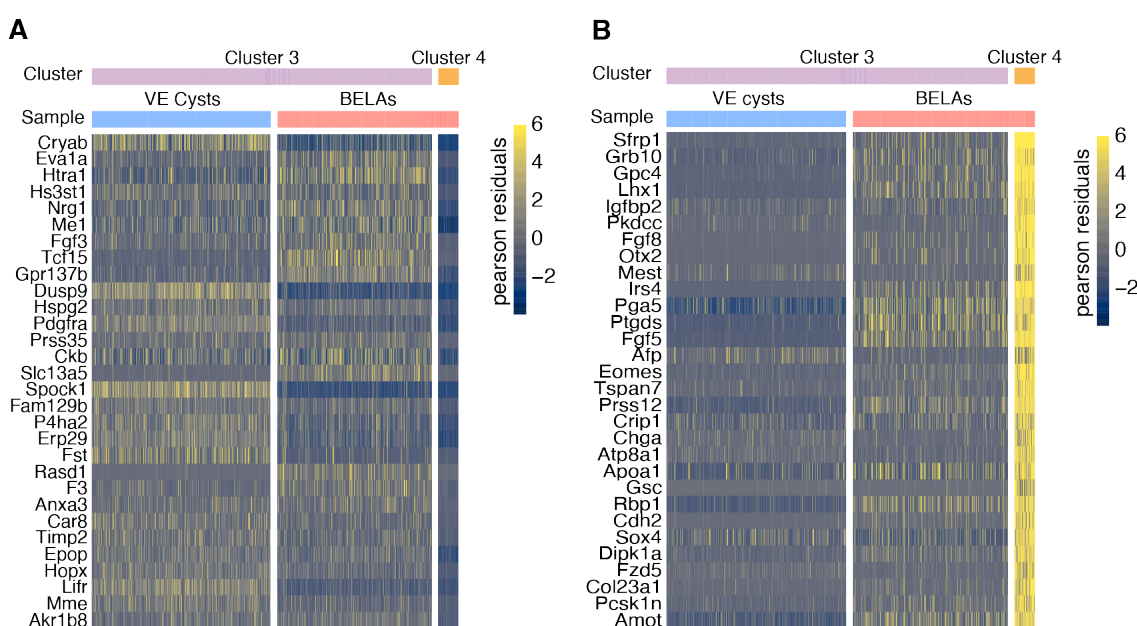 A
Cluster 3
Cluster 4
Cluster
VE Cysts
BELAs
Sample
Cryab
Eva1a
Htra1
Hs3st1
Nrg1
Me1
Fgf3
Tcf15
Gpr137b
Dusp9
Hspg2
Pdgfra
Prss35
Ckb
Slc13a5
Spock1
Fam129b
P4ha2
Erp29
Fst
Rasd1
F3
Anxa3
Car8
Timp2
Epop
Hopx
Lifr
Mme
Akr1b8
pearson residuals
6
4
2
0
−2
B
Cluster 3
Cluster 4
Cluster
VE cysts
BELAs
Sample
Sfrp1
Grb10
Gpc4
Lhx1
Igfbp2
Pkdcc
Fgf8
Otx2
Mest
Irs4
Pga5
Ptgds
Fgf5
Afp
Eomes
Tspan7
Prss12
Crip1
Chga
Atp8a1
Apoa1
Gsc
Rbp1
Cdh2
Sox4
Dipk1a
Fzd5
Col23a1
Pcsk1n
Amot
pearson residuals
6
4
2
0
−2